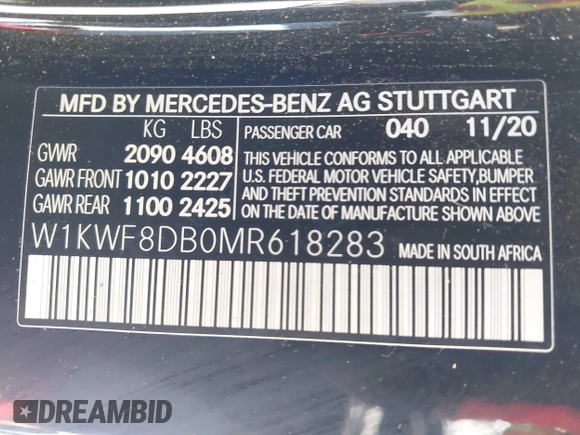 MFD BY MERCEDES-BENZ AG STUTTGART
KG LBS PASSENGER CAR 040 11/20
GVWR 2090 4608 THIS VEHICLE CONFORMS TO ALL APPLICABLE
GAWR FRONT 1010 2227 U.S. FEDERAL MOTOR VEHICLE SAFETY, BUMPER
AND THEFT PREVENTION STANDARDS IN EFFECT
GAWR REAR 1100 2425 ON THE DATE OF MANUFACTURE SHOWN ABOVE
W1KWF8DB0MR618283 MADE IN SOUTH AFRICA
DREAMBID